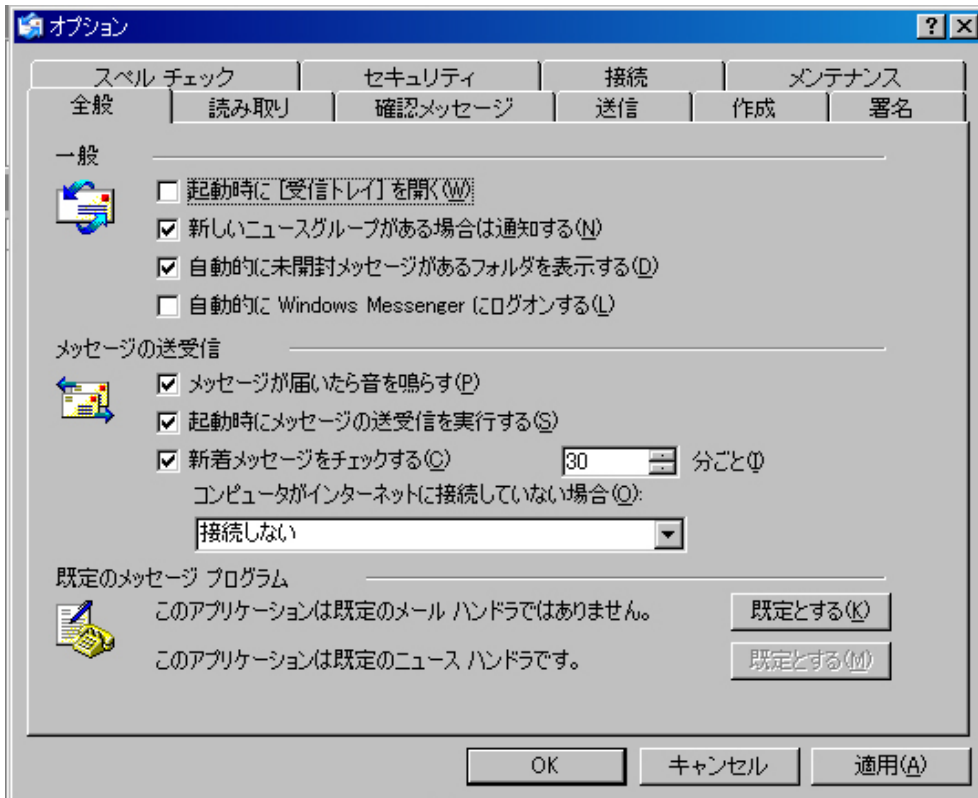 オプション
スペル チェック セキュリティ 接続 メンテナンス
全般 読み取り 確認メッセージ 送信 作成 署名
一般
起動時に [受信トレイ] を開く(W)
新しいニュースグループがある場合は通知する(N)
自動的に未開封メッセージがあるフォルダを表示する(D)
自動的に Windows Messenger にログオンする(L)
メッセージの送受信
メッセージが届いたら音を鳴らす(P)
起動時にメッセージの送受信を実行する(S)
新着メッセージをチェックする(C) 30 分ごと(I)
コンピュータがインターネットに接続していない場合(O):
接続しない
既定のメッセージ プログラム
このアプリケーションは既定のメール ハンドラではありません。 既定とする(K)
このアプリケーションは既定のニュース ハンドラです。 既定とする(M)
OK キャンセル 適用(A)